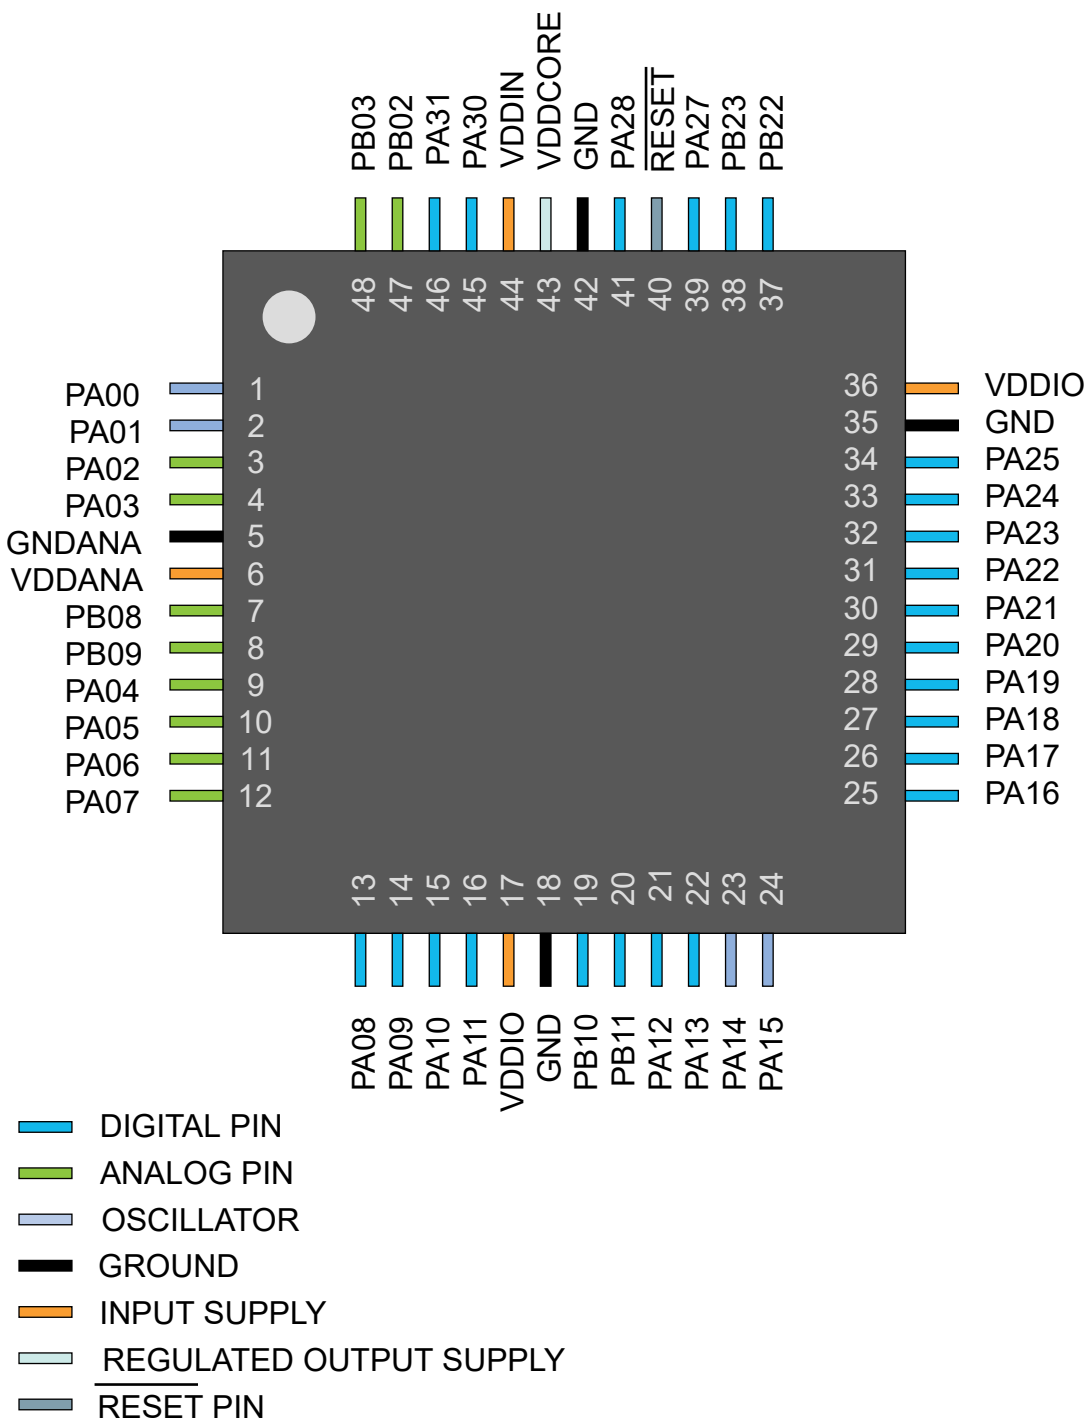 PB03
PB02
PA31
PA30
VDDIN
VDDCORE
GND
PA28
RESET
PA27
PB23
PB22
48
47
46
45
44
43
42
41
40
39
38
37
PA00 1
PA01 2
PA02 3
PA03 4
GNDANA 5
VDDANA 6
PB08 7
PB09 8
PA04 9
PA05 10
PA06 11
PA07 12
36 VDDIO
35 GND
34 PA25
33 PA24
32 PA23
31 PA22
30 PA21
29 PA20
28 PA19
27 PA18
26 PA17
25 PA16
13
14
15
16
17
18
19
20
21
22
23
24
PA08
PA09
PA10
PA11
VDDIO
GND
PB10
PB11
PA12
PA13
PA14
PA15
DIGITAL PIN
ANALOG PIN
OSCILLATOR
GROUND
INPUT SUPPLY
REGULATED OUTPUT SUPPLY
RESET PIN